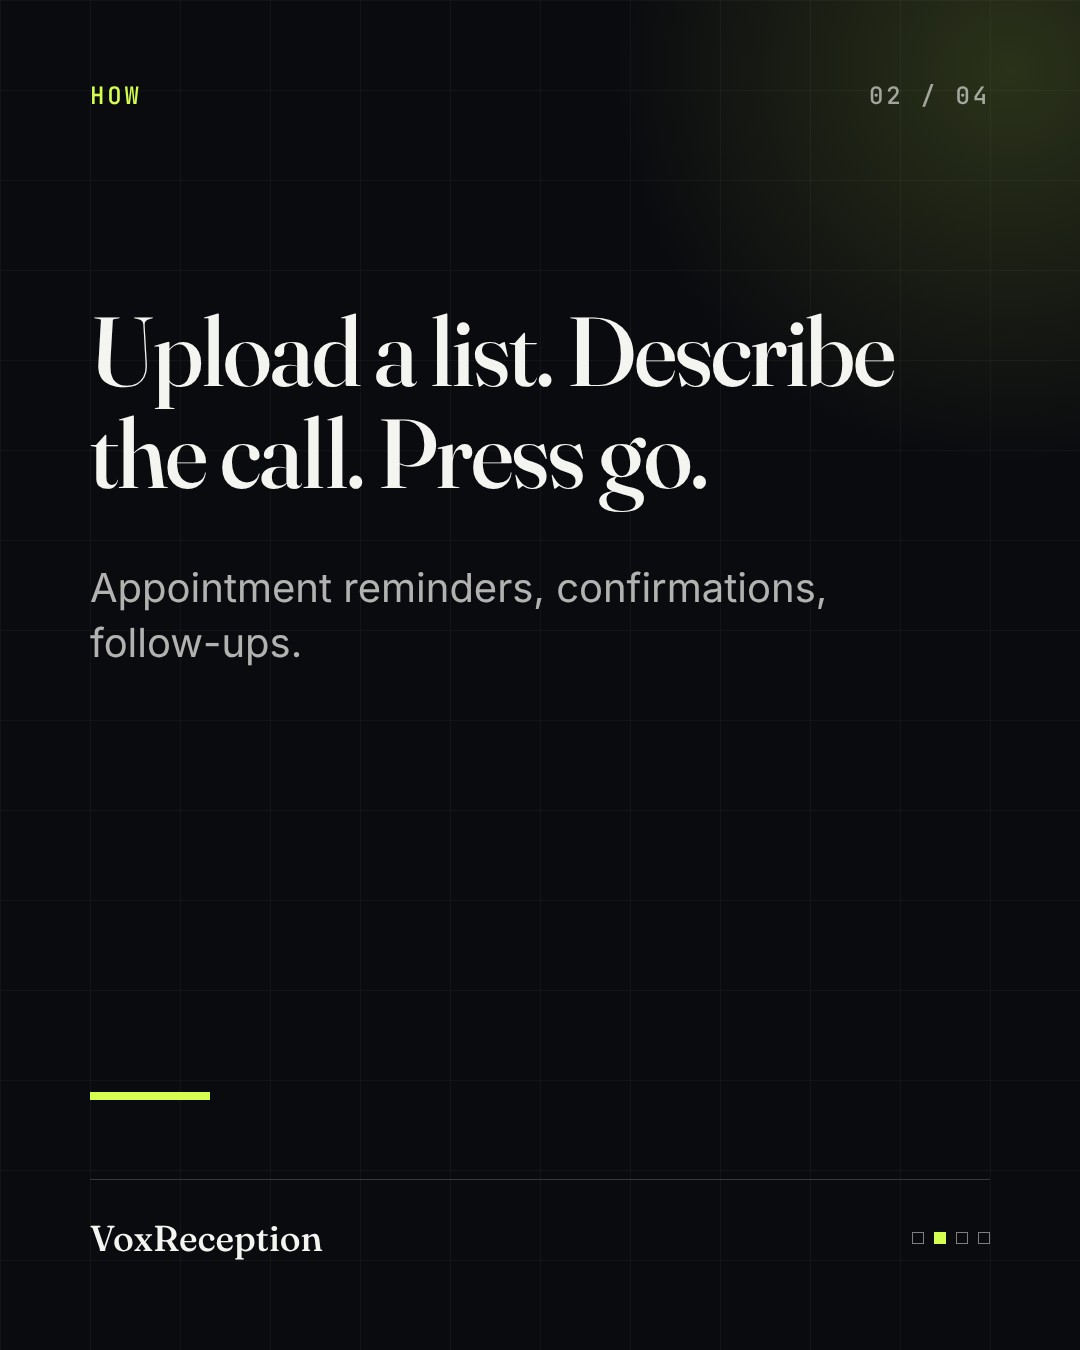 HOW
02 / 04
Upload a list. Describe
the call. Press go.
Appointment reminders, confirmations,
follow-ups.
VoxReception